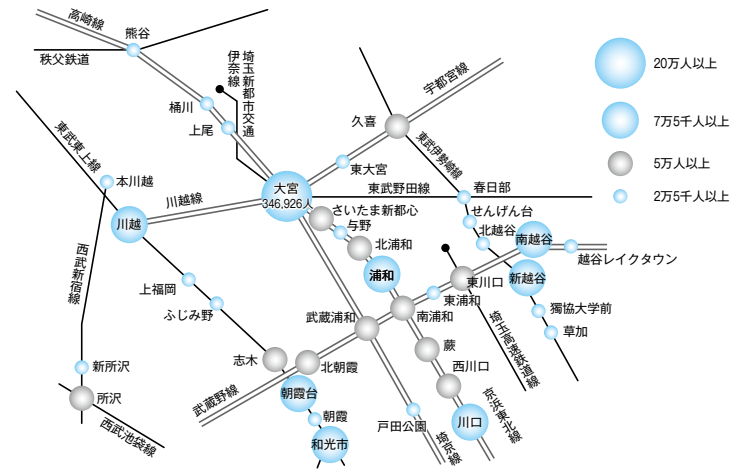 高崎線
熊谷
秩父鉄道
桶川
上尾
埼玉新都市交通
伊奈線
宇都宮線
久喜
東武伊勢崎線
東大宮
大宮
346,926人
東武野田線
春日部
せんげん台
北越谷
南越谷
越谷レイクタウン
新越谷
獨協大学前
草加
東武東上線
本川越
川越線
川越
西武新宿線
さいたま新都心
与野
北浦和
浦和
東川口
東浦和
南浦和
武蔵浦和
埼玉高速鉄道線
上福岡
ふじみ野
志木
北朝霞
武蔵野線
朝霞台
朝霞
和光市
蕨
西川口
川口
京浜東北線
戸田公園
埼京線
新所沢
所沢
西武池袋線
20万人以上
7万5千人以上
5万人以上
2万5千人以上